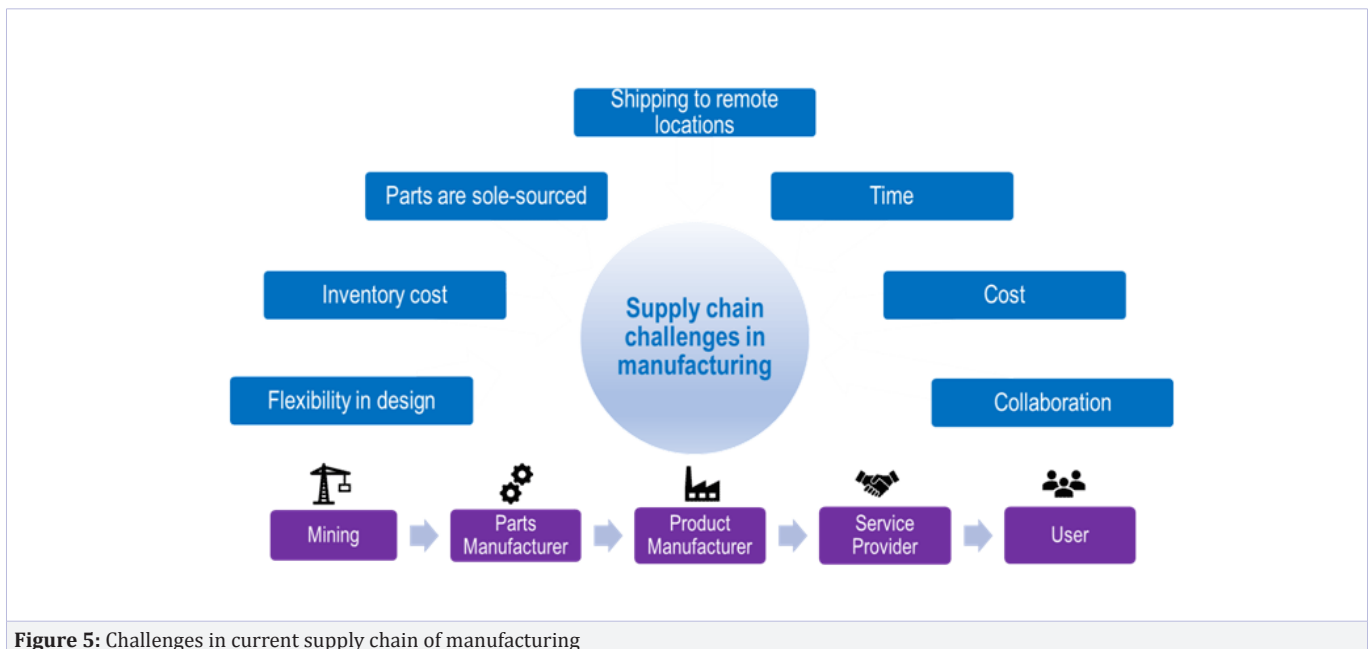 Shipping to remote
locations
Parts are sole-sourced
Time
Inventory cost
Cost
Supply chain
challenges in
manufacturing
Flexibility in design
Collaboration
Mining
Parts
Manufacturer
Product
Manufacturer
Service
Provider
User
Figure 5: Challenges in current supply chain of manufacturing